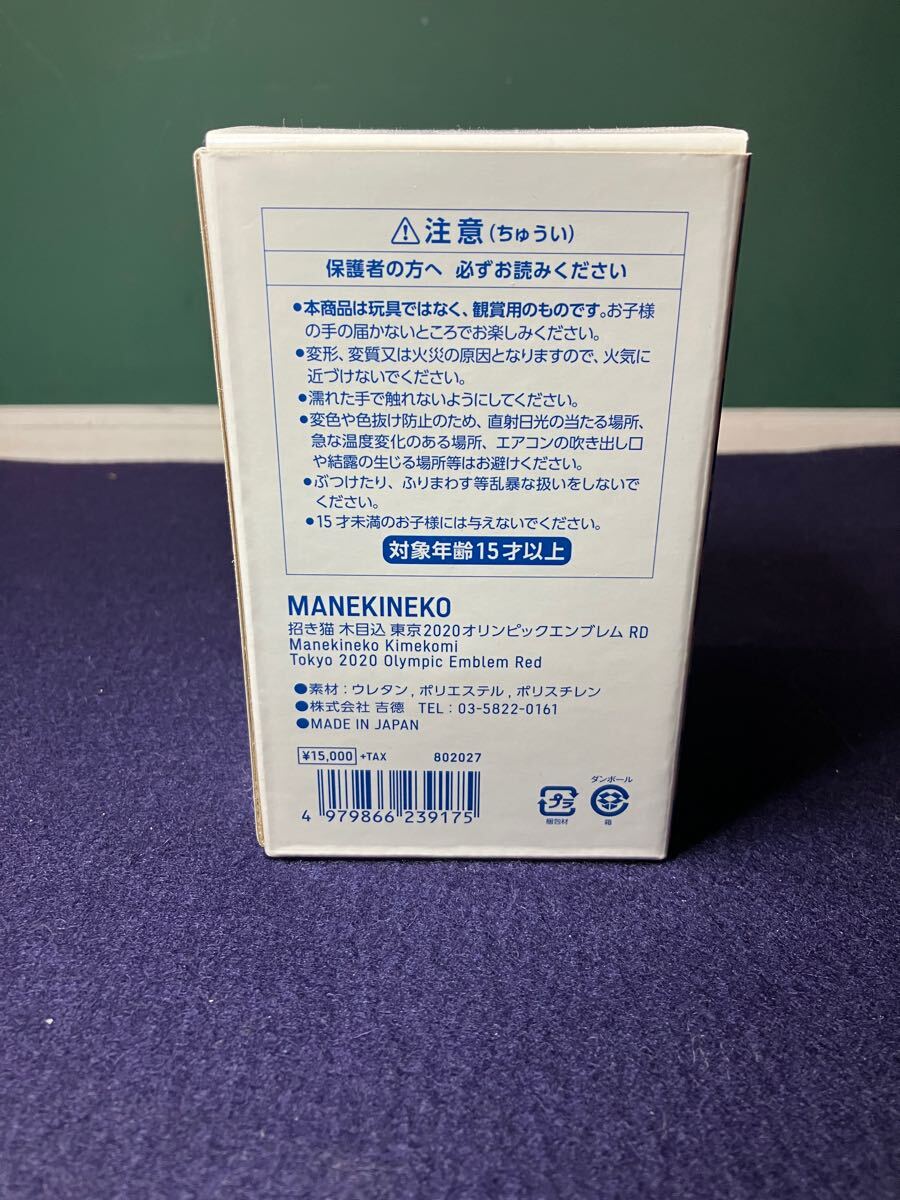 ⚠注意(ちゅうい)
保護者の方へ 必ずお読みください
●本商品は玩具ではなく、観賞用のものです。お子様
の手の届かないところでお楽しみください。
●変形、変質又は火災の原因となりますので、火気に
近づけないでください。
●濡れた手で触れないようにしてください。
●変色や色抜け防止のため、直射日光の当たる場所、
急な温度変化のある場所、エアコンの吹き出し口
や結露の生じる場所等はお避けください。
●ぶつけたり、ふりまわす等乱暴な扱いをしないで
ください。
●15才未満のお子様には与えないでください。
対象年齢15才以上
MANEKINEKO
招き猫 木目込 東京2020オリンピックエンブレム RD
Manekineko Kimekomi
Tokyo 2020 Olympic Emblem Red
●素材：ウレタン , ポリエステル , ポリスチレン
●株式会社 吉德 TEL：03-5822-0161
●MADE IN JAPAN
¥15,000 +TAX 802027
4 979866 239175
プラ
梱包材
ダンボール
箱